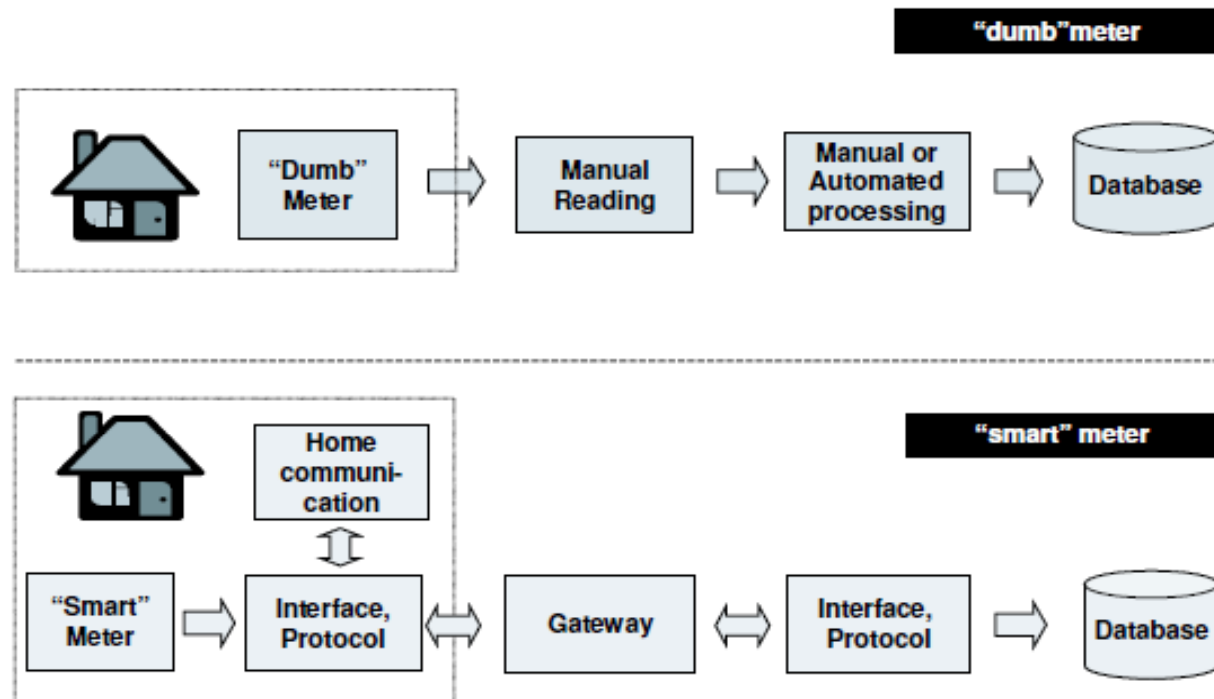 “dumb”meter
“Dumb”
Meter
Manual
Reading
Manual or
Automated
processing
Database
“smart” meter
Home
communi-
cation
“Smart”
Meter
Interface,
Protocol
Gateway
Interface,
Protocol
Database